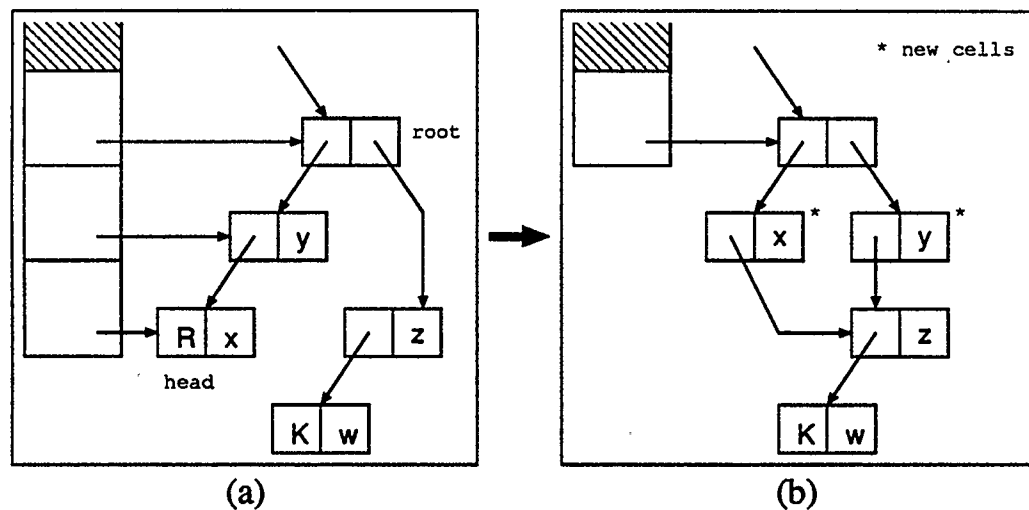 root
y
R x
z
head
K w
(a)
* new cells
x * y *
z
K w
(b)